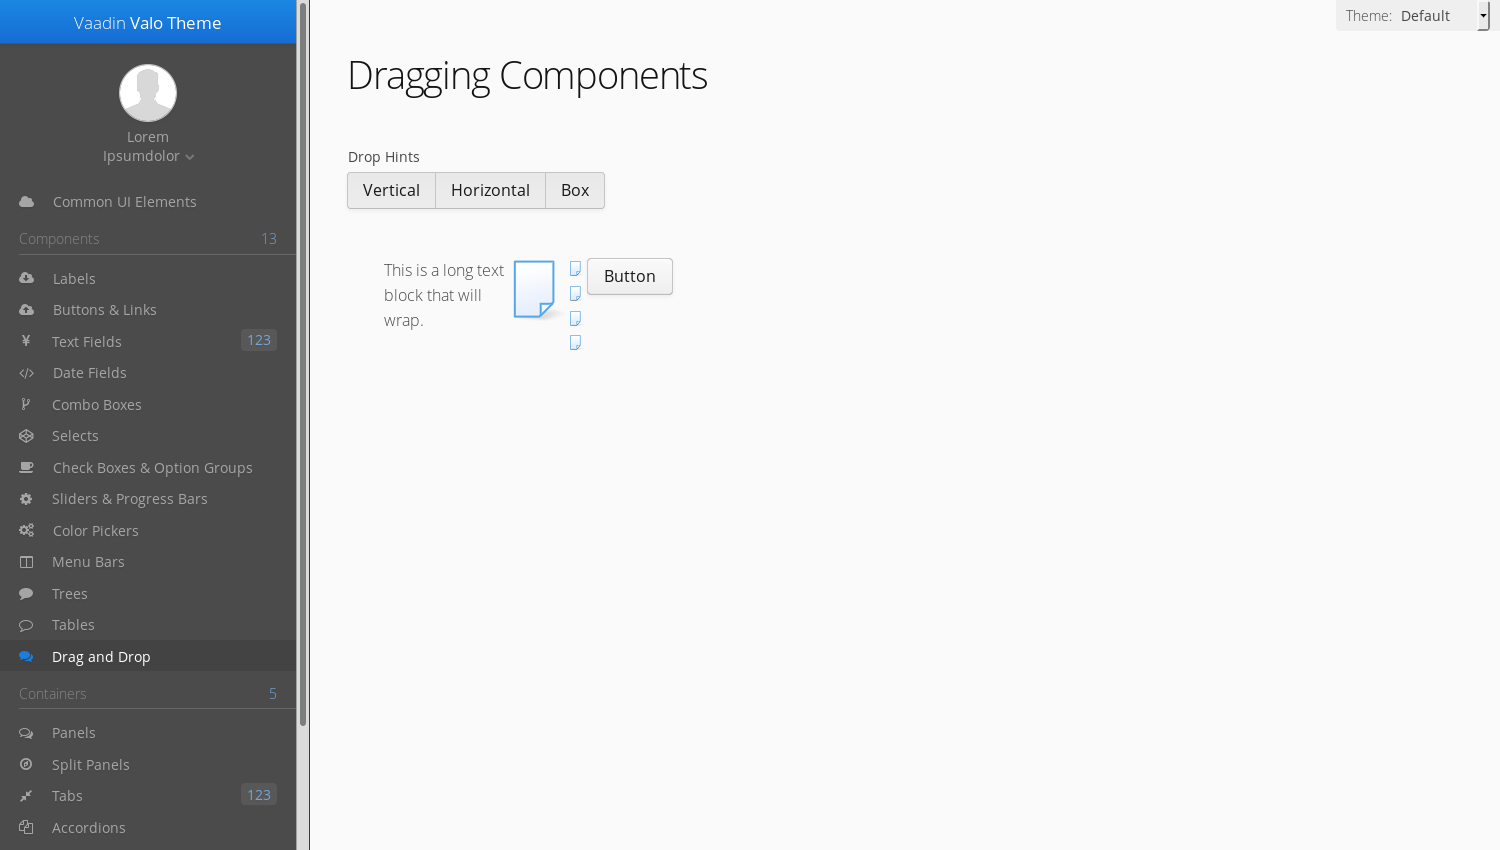 Vaadin Valo Theme
Lorem
Ipsumdolor
Common UI Elements
Components 13
Labels
Buttons & Links
Text Fields 123
Date Fields
Combo Boxes
Selects
Check Boxes & Option Groups
Sliders & Progress Bars
Color Pickers
Menu Bars
Trees
Tables
Drag and Drop
Containers 5
Panels
Split Panels
Tabs 123
Accordions
Theme: Default
Dragging Components
Drop Hints
Vertical Horizontal Box
This is a long text
block that will
wrap.
Button